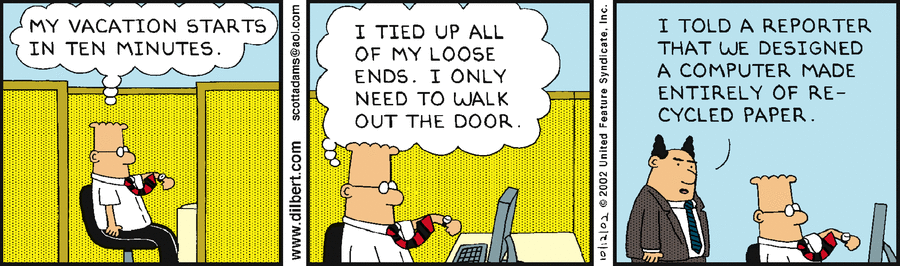 MY VACATION STARTS
IN TEN MINUTES.
www.dilbert.com
scottadams@aol.com
I TIED UP ALL
OF MY LOOSE
ENDS. I ONLY
NEED TO WALK
OUT THE DOOR.
10/12/02 © 2002 United Feature Syndicate, Inc.
I TOLD A REPORTER
THAT WE DESIGNED
A COMPUTER MADE
ENTIRELY OF RE-
CYCLED PAPER.